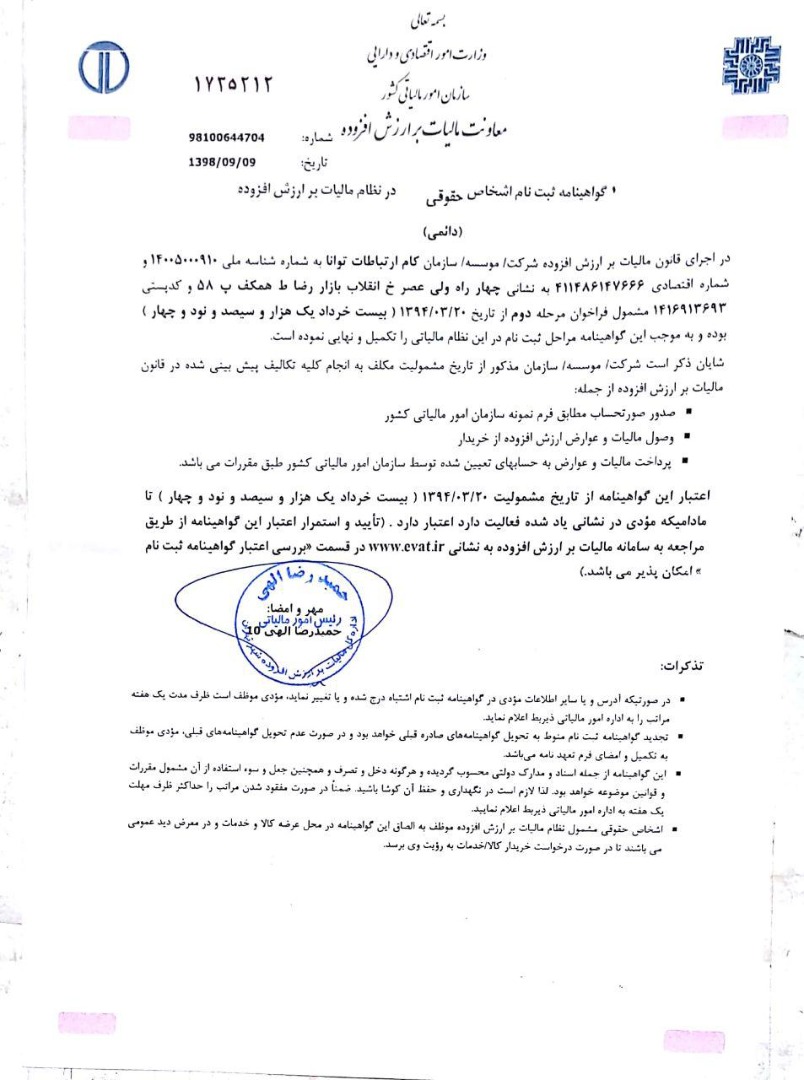 بسمه تعالی
وزارت امور اقتصادی و دارایی
سازمان امور مالیاتی کشور
معاونت مالیات بر ارزش افزوده
۱۷۲۵۲۱۲
شماره: 98100644704
تاریخ: 1398/09/09
گواهینامه ثبت نام اشخاص حقوقی در نظام مالیات بر ارزش افزوده
(دائمی)
در اجرای قانون مالیات بر ارزش افزوده شرکت/ موسسه/ سازمان کام ارتباطات توانا به شماره شناسه ملی ۱۴۰۰۵۰۰۰۹۱۰ و
شماره اقتصادی ۴۱۱۴۸۶۱۴۷۶۶۶ به نشانی چهار راه ولی عصر خ انقلاب بازار رضا ط همکف پ ۵۸ و کدپستی
۱۴۱۶۹۱۳۶۹۳ مشمول فراخوان مرحله دوم از تاریخ ۱۳۹۴/۰۳/۲۰ ( بیست خرداد یک هزار و سیصد و نود و چهار )
بوده و به موجب این گواهینامه مراحل ثبت نام در این نظام مالیاتی را تکمیل و نهایی نموده است.
شایان ذکر است شرکت/ موسسه/ سازمان مذکور از تاریخ مشمولیت مکلف به انجام کلیه تکالیف پیش بینی شده در قانون
مالیات بر ارزش افزوده از جمله:
▪ صدور صورتحساب مطابق فرم نمونه سازمان امور مالیاتی کشور
▪ وصول مالیات و عوارض ارزش افزوده از خریدار
▪ پرداخت مالیات و عوارض به حسابهای تعیین شده توسط سازمان امور مالیاتی کشور طبق مقررات می باشد.
اعتبار این گواهینامه از تاریخ مشمولیت ۱۳۹۴/۰۳/۲۰ ( بیست خرداد یک هزار و سیصد و نود و چهار ) تا
مادامیکه مؤدی در نشانی یاد شده فعالیت دارد اعتبار دارد . (تأیید و استمرار اعتبار این گواهینامه از طریق
مراجعه به سامانه مالیات بر ارزش افزوده به نشانی www.evat.ir در قسمت «بررسی اعتبار گواهینامه ثبت نام
» امکان پذیر می باشد.)
حمید رضا الهی
مهر و امضا:
رئیس امور مالیاتی
حمیدرضا الهی 10
اداره کل مالیات بر ارزش افزوده شهر تهران
تذکرات:
▪ در صورتیکه آدرس و یا سایر اطلاعات مؤدی در گواهینامه ثبت نام اشتباه درج شده و یا تغییر نماید، مؤدی موظف است ظرف مدت یک هفته
مراتب را به اداره امور مالیاتی ذیربط اعلام نماید.
▪ تجدید گواهینامه ثبت نام منوط به تحویل گواهینامه‌های صادره قبلی خواهد بود و در صورت عدم تحویل گواهینامه‌های قبلی، مؤدی موظف
به تکمیل و امضای فرم تعهد نامه می‌باشد.
▪ این گواهینامه از جمله اسناد و مدارک دولتی محسوب گردیده و هرگونه دخل و تصرف و همچنین جعل و سوء استفاده از آن مشمول مقررات
و قوانین موضوعه خواهد بود. لذا لازم است در نگهداری و حفظ آن کوشا باشید. ضمناً در صورت مفقود شدن مراتب را حداکثر ظرف مهلت
یک هفته به اداره امور مالیاتی ذیربط اعلام نمایید.
▪ اشخاص حقوقی مشمول نظام مالیات بر ارزش افزوده موظف به الصاق این گواهینامه در محل عرضه کالا و خدمات و در معرض دید عمومی
می باشند تا در صورت درخواست خریدار کالا/خدمات به رؤیت وی برسد.